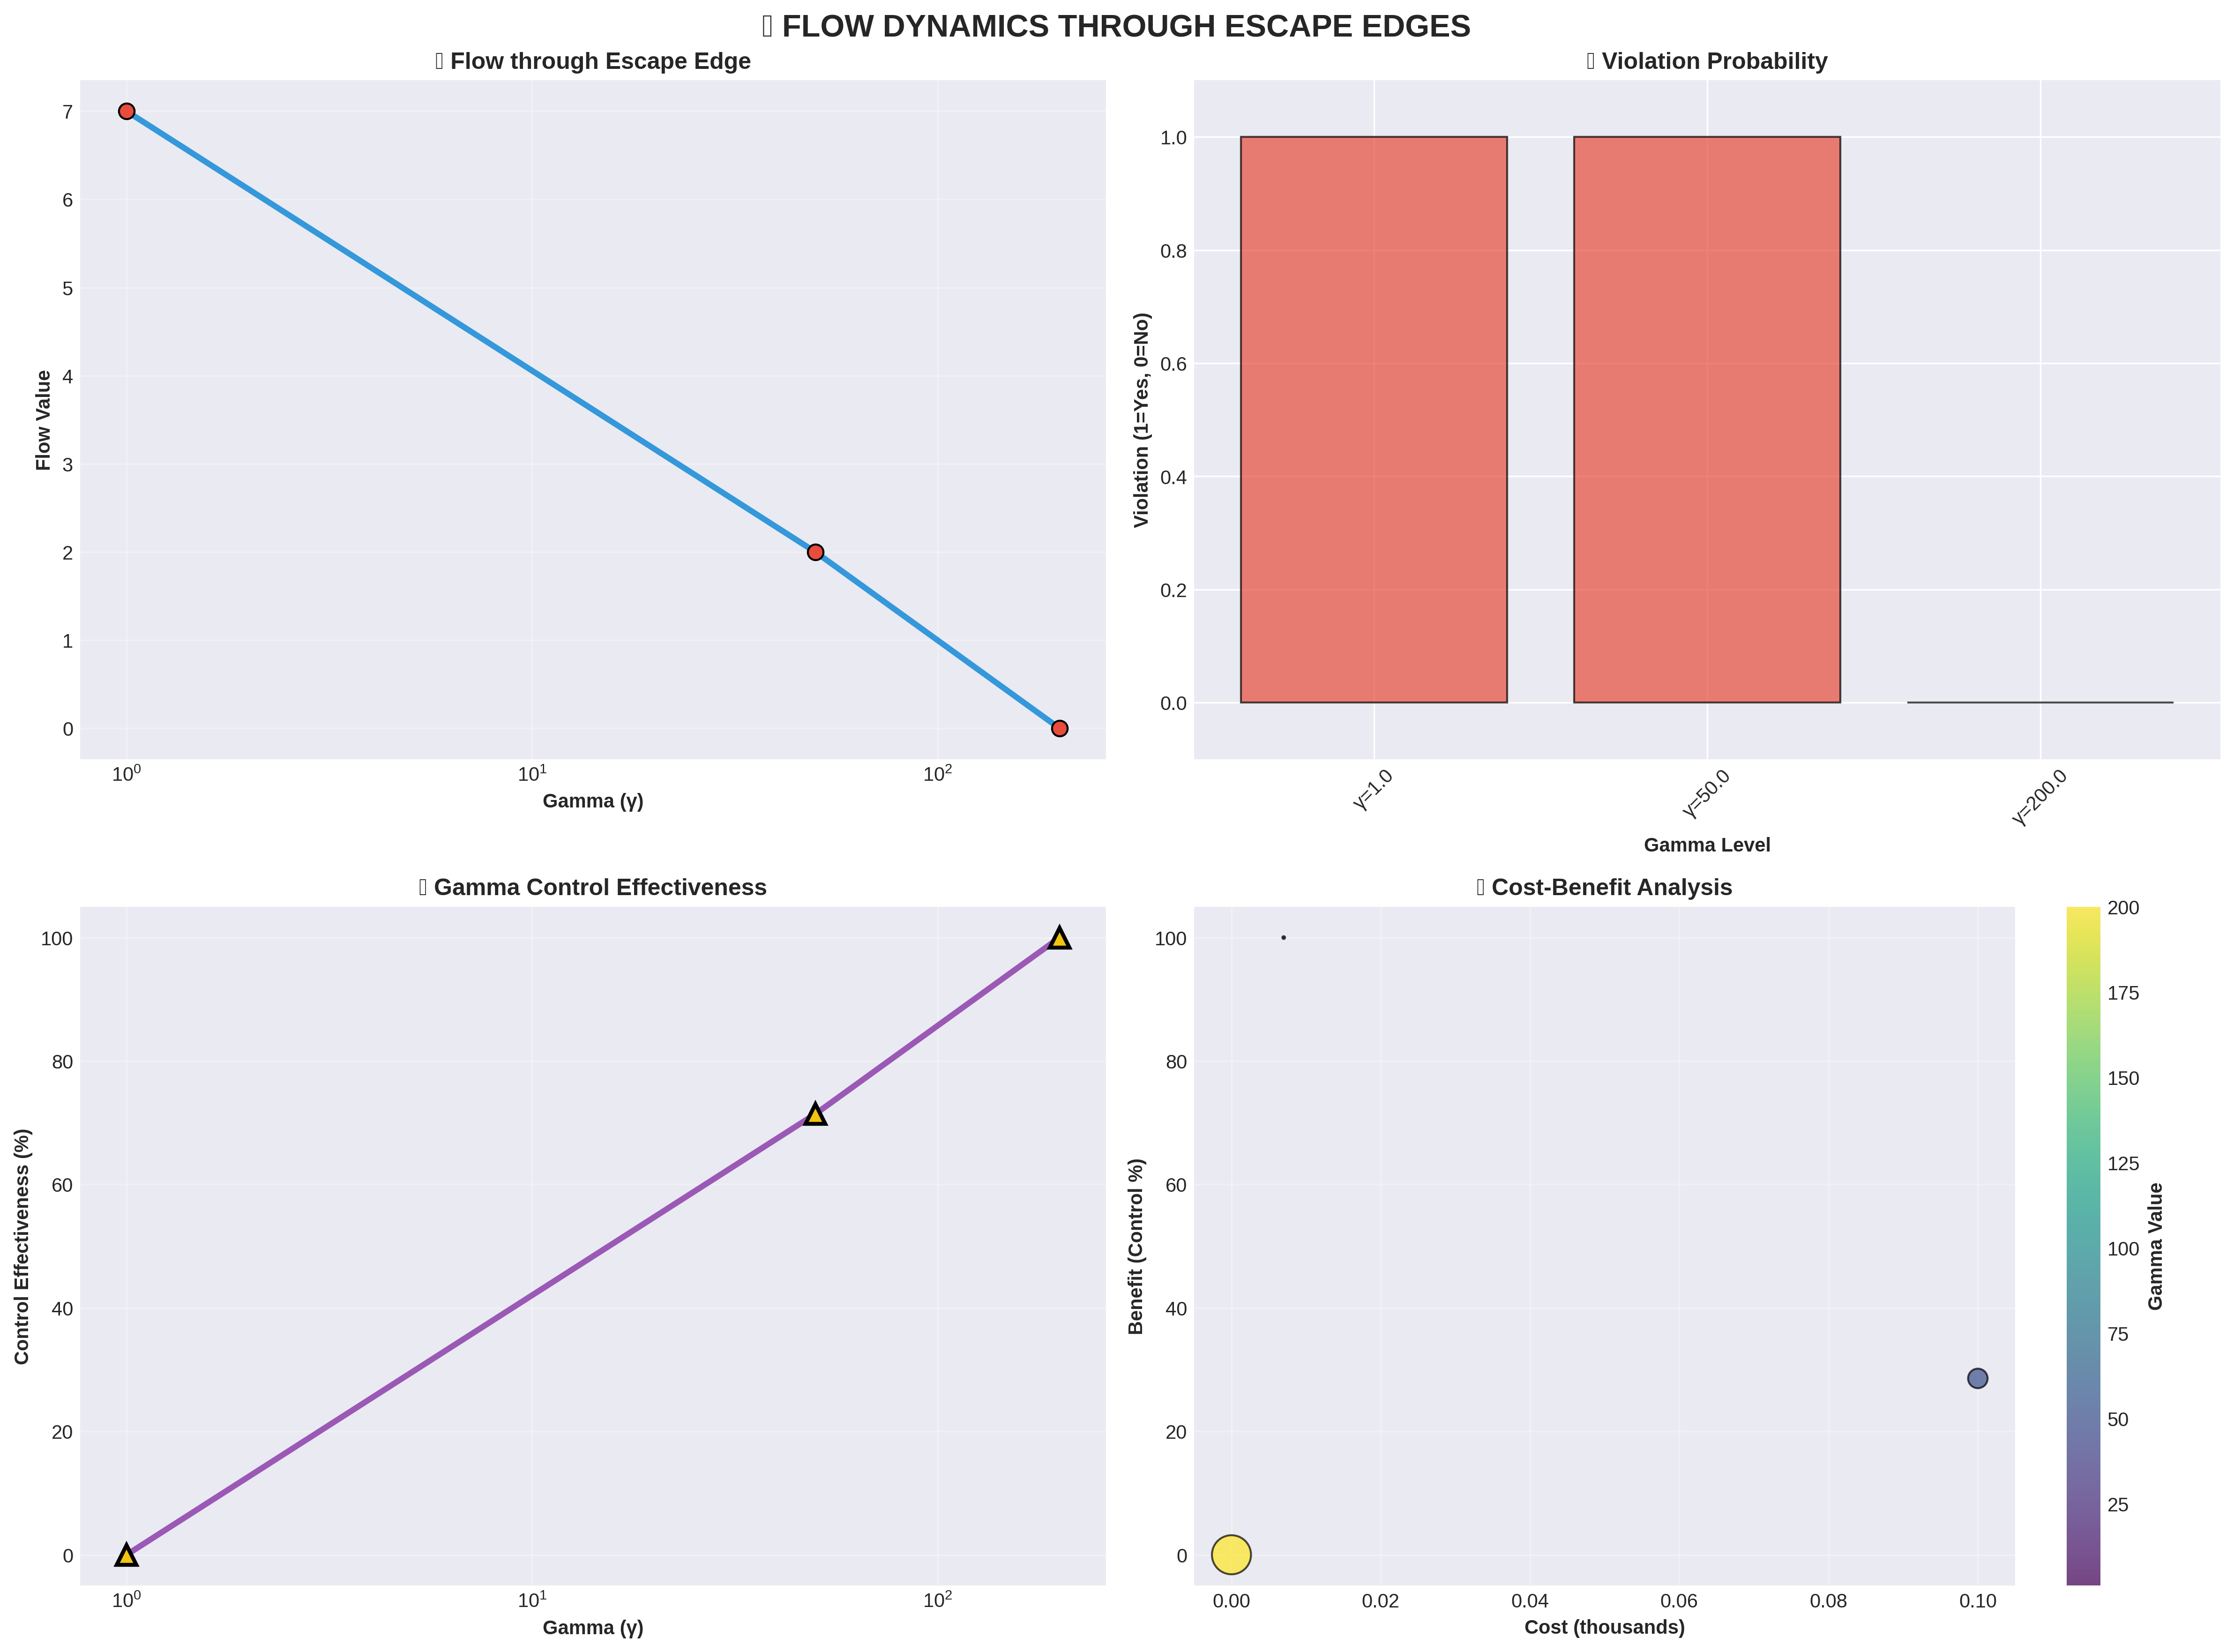 ▯ FLOW DYNAMICS THROUGH ESCAPE EDGES
▯ Flow through Escape Edge
Flow Value
7
6
5
4
3
2
1
0
10⁰
10¹
10²
Gamma (γ)
▯ Violation Probability
Violation (1=Yes, 0=No)
1.0
0.8
0.6
0.4
0.2
0.0
γ=1.0
γ=50.0
γ=200.0
Gamma Level
▯ Gamma Control Effectiveness
Control Effectiveness (%)
100
80
60
40
20
0
10⁰
10¹
10²
Gamma (γ)
▯ Cost-Benefit Analysis
Benefit (Control %)
100
80
60
40
20
0
0.00
0.02
0.04
0.06
0.08
0.10
Cost (thousands)
200
175
150
125
100
75
50
25
Gamma Value